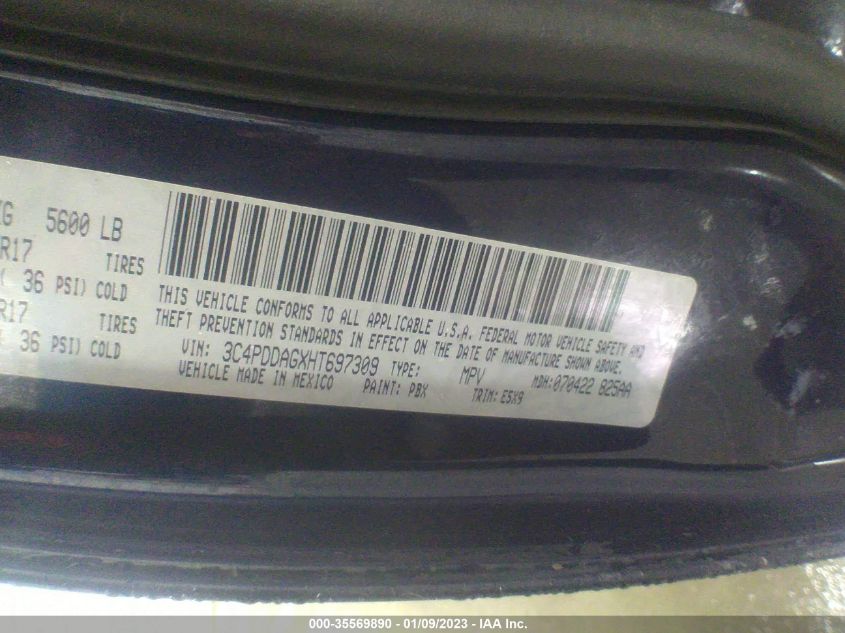 5600 LB
R17 TIRES
36 PSI) COLD
R17 TIRES
36 PSI) COLD
THIS VEHICLE CONFORMS TO ALL APPLICABLE U.S.A. FEDERAL MOTOR VEHICLE SAFETY AND
THEFT PREVENTION STANDARDS IN EFFECT ON THE DATE OF MANUFACTURE SHOWN ABOVE.
VIN: 3C4PDDAGXHT697309 TYPE: MPV MDH: 070422 825AA
VEHICLE MADE IN MEXICO PAINT: PBX TRIM: E5X9
000-35569890 - 01/09/2023 - IAA Inc.